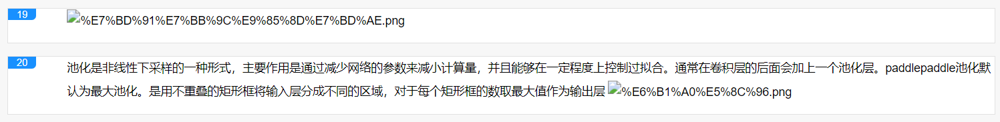 19
%E7%BD%91%E7%BB%9C%E9%85%8D%E7%BD%AE.png
20
池化是非线性下采样的一种形式，主要作用是通过减少网络的参数来减小计算量，并且能够在一定程度上控制过拟合。通常在卷积层的后面会加上一个池化层。paddlepaddle池化默
认为最大池化。是用不重叠的矩形框将输入层分成不同的区域，对于每个矩形框的数取最大值作为输出层 %E6%B1%A0%E5%8C%96.png